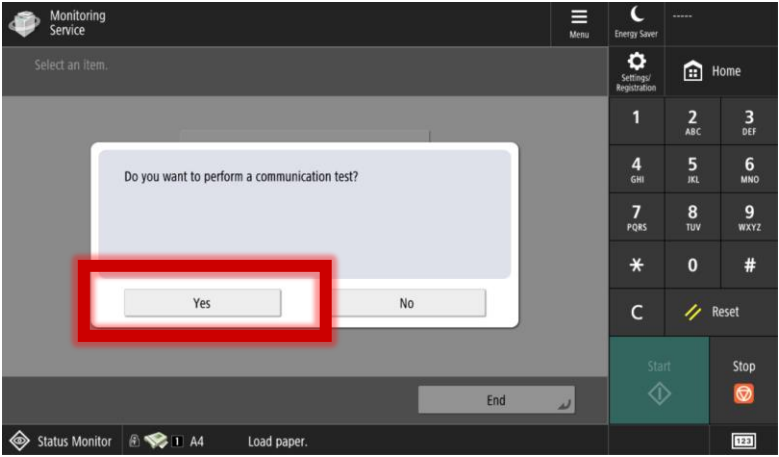 Monitoring
Service
Menu
Energy Saver
-----
Select an item.
Settings/
Registration
Home
1
2
ABC
3
DEF
Do you want to perform a communication test?
4
GHI
5
JKL
6
MNO
7
PQRS
8
TUV
9
WXYZ
*
0
#
Yes
No
C
Reset
Start
Stop
End
Status Monitor
1
A4
Load paper.
123